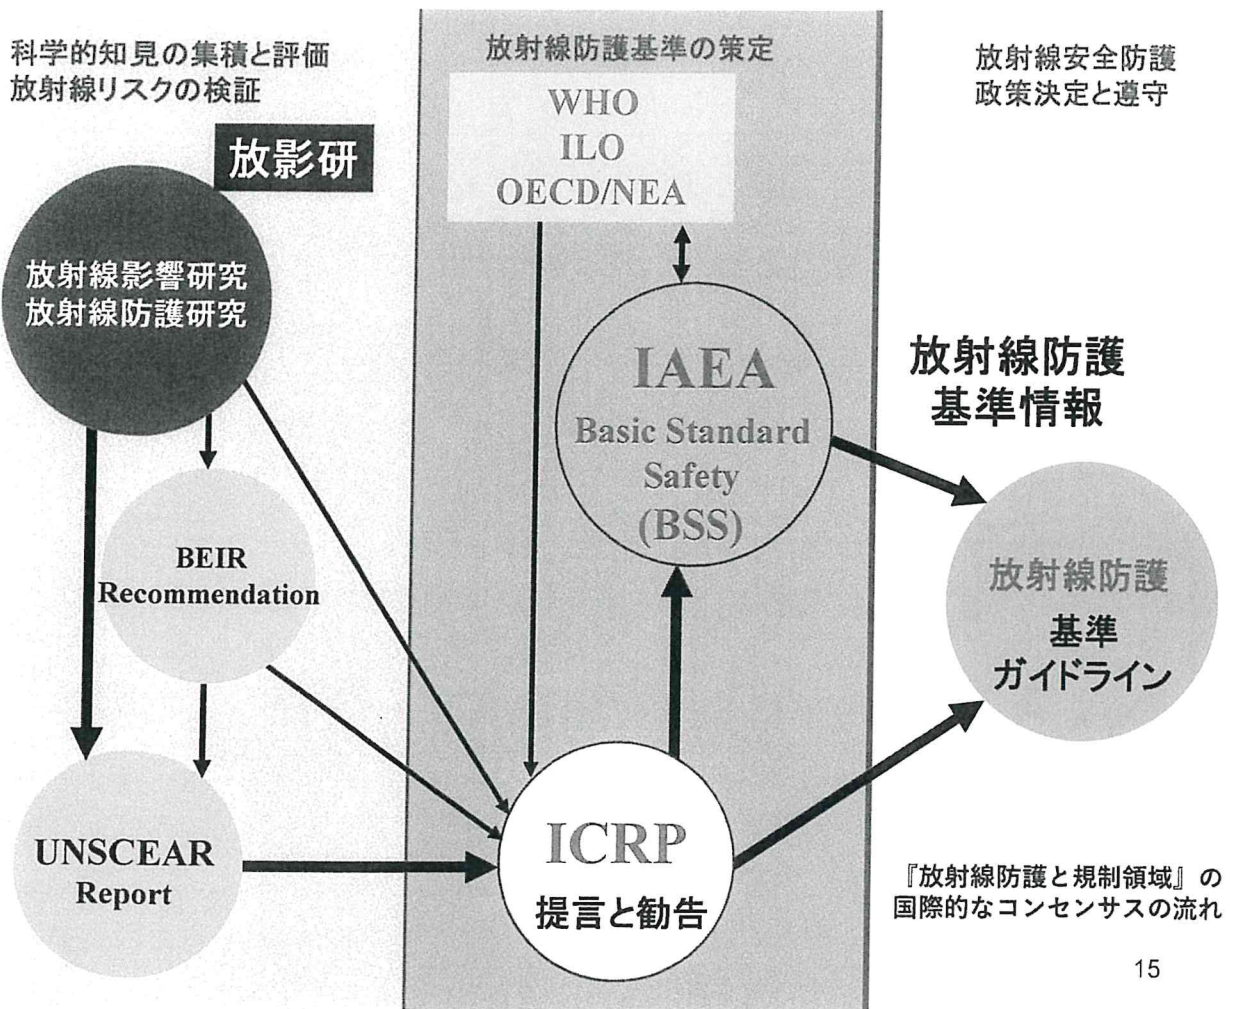 科学的知見の集積と評価
放射線リスクの検証
放射線防護基準の策定
放射線安全防護
政策決定と遵守
WHO
ILO
OECD/NEA
放影研
放射線影響研究
放射線防護研究
IAEA
Basic Standard
Safety
(BSS)
放射線防護
基準情報
BEIR
Recommendation
放射線防護
基準
ガイドライン
UNSCEAR
Report
ICRP
提言と勧告
『放射線防護と規制領域』の
国際的なコンセンサスの流れ
15